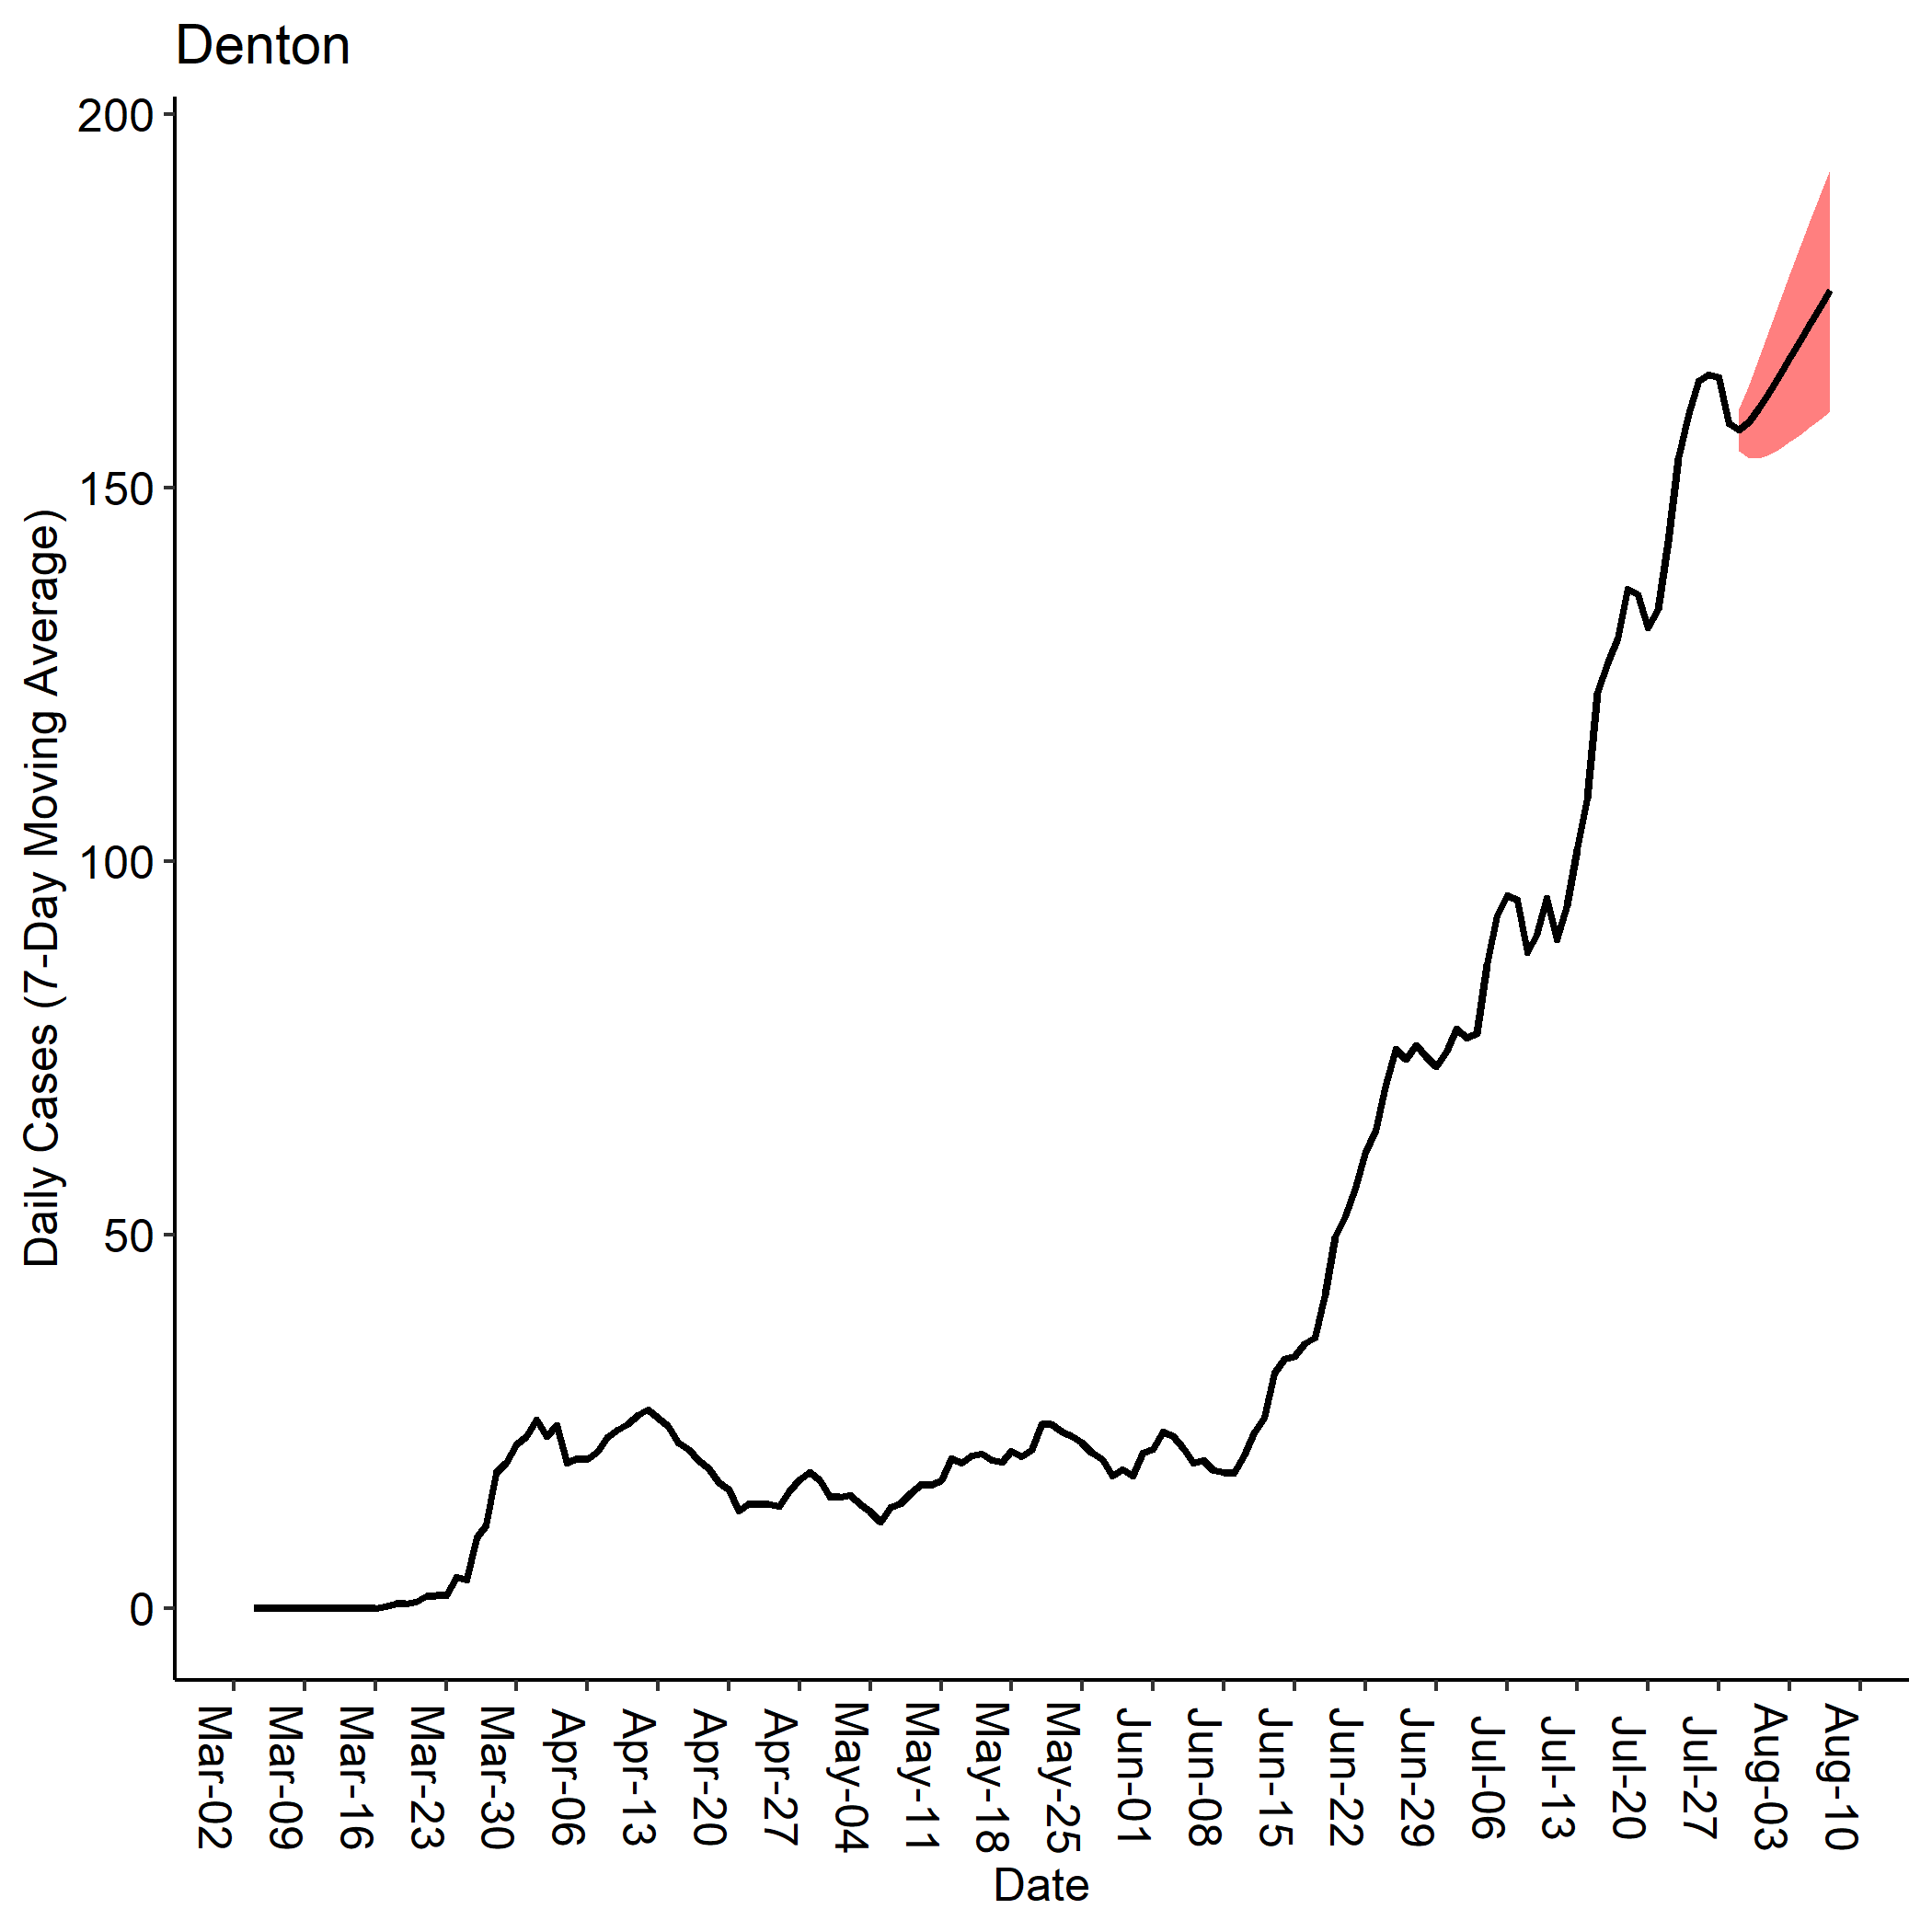 Denton
Daily Cases (7-Day Moving Average)
200
150
100
50
0
Mar-02
Mar-09
Mar-16
Mar-23
Mar-30
Apr-06
Apr-13
Apr-20
Apr-27
May-04
May-11
May-18
May-25
Jun-01
Jun-08
Jun-15
Jun-22
Jun-29
Jul-06
Jul-13
Jul-20
Jul-27
Aug-03
Aug-10
Date